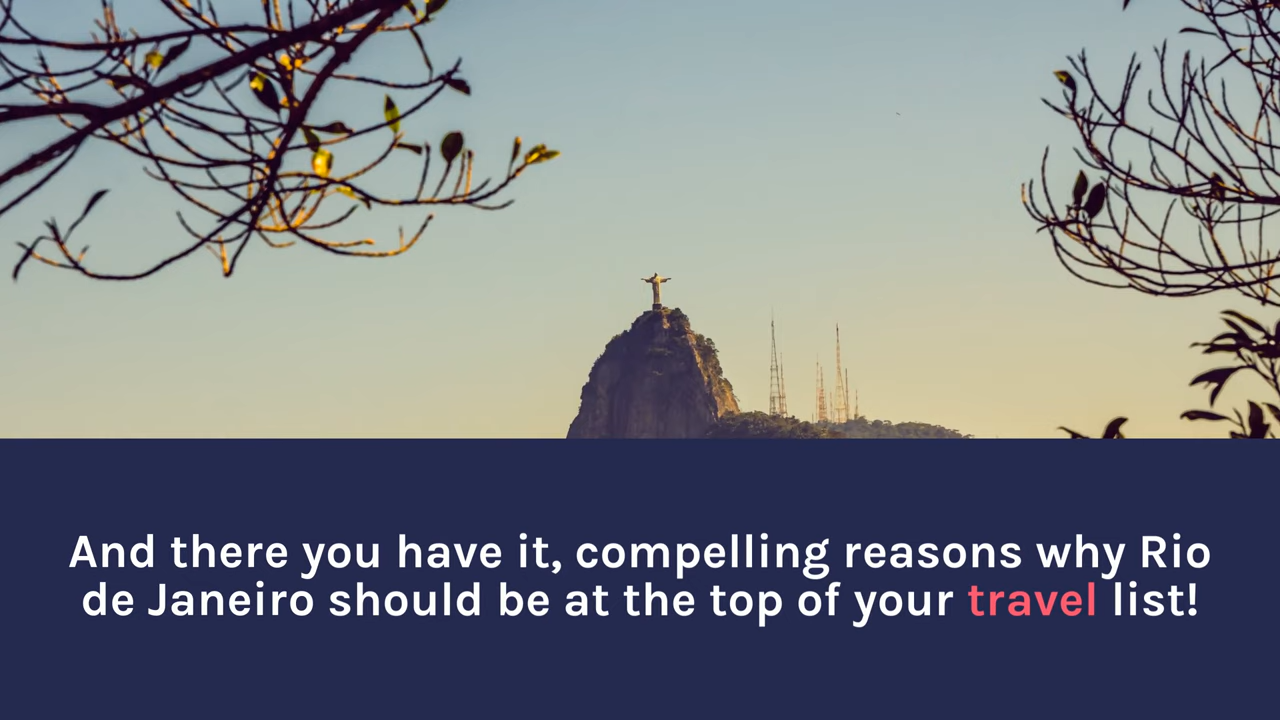 And there you have it, compelling reasons why Rio
de Janeiro should be at the top of your travel list!